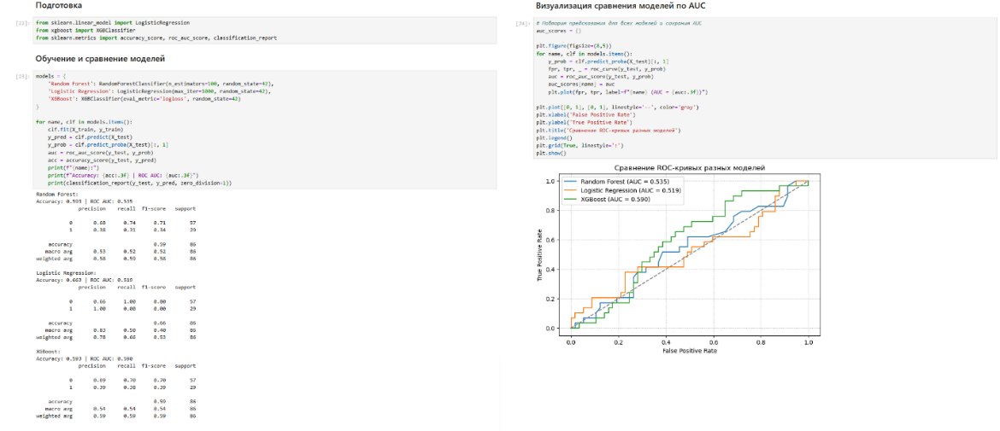 Подготовка
[22]:
from sklearn.linear_model import LogisticRegression
from xgboost import XGBClassifier
from sklearn.metrics import accuracy_score, roc_auc_score, classification_report
Обучение и сравнение моделей
[23]:
models = {
'Random Forest': RandomForestClassifier(n_estimators=100, random_state=42),
'Logistic Regression': LogisticRegression(max_iter=1000, random_state=42),
'XGBoost': XGBClassifier(eval_metric='logloss', random_state=42)
}
for name, clf in models.items():
clf.fit(X_train, y_train)
y_pred = clf.predict(X_test)
y_prob = clf.predict_proba(X_test)[:, 1]
auc = roc_auc_score(y_test, y_prob)
acc = accuracy_score(y_test, y_pred)
print(f"{name}:")
print(f"Accuracy: {acc:.3f} | ROC AUC: {auc:.3f}")
print(classification_report(y_test, y_pred, zero_division=1))
Random Forest:
Accuracy: 0.593 | ROC AUC: 0.535
precision recall f1-score support
0 0.68 0.74 0.71 57
1 0.38 0.31 0.34 29
accuracy 0.59 86
macro avg 0.53 0.52 0.52 86
weighted avg 0.58 0.59 0.58 86
Logistic Regression:
Accuracy: 0.663 | ROC AUC: 0.519
precision recall f1-score support
0 0.66 1.00 0.80 57
1 1.00 0.00 0.00 29
accuracy 0.66 86
macro avg 0.83 0.50 0.40 86
weighted avg 0.78 0.66 0.53 86
XGBoost:
Accuracy: 0.593 | ROC AUC: 0.590
precision recall f1-score support
0 0.69 0.70 0.70 57
1 0.39 0.38 0.39 29
accuracy 0.59 86
macro avg 0.54 0.54 0.54 86
weighted avg 0.59 0.59 0.59 86
Визуализация сравнения моделей по AUC
[24]:
# Повторим предсказания для всех моделей и сохраним AUC
auc_scores = {}
plt.figure(figsize=(8,5))
for name, clf in models.items():
y_prob = clf.predict_proba(X_test)[:, 1]
fpr, tpr, _ = roc_curve(y_test, y_prob)
auc = roc_auc_score(y_test, y_prob)
auc_scores[name] = auc
plt.plot(fpr, tpr, label=f"{name} (AUC = {auc:.3f})")
plt.plot([0, 1], [0, 1], linestyle='--', color='gray')
plt.xlabel('False Positive Rate')
plt.ylabel('True Positive Rate')
plt.title('Сравнение ROC-кривых разных моделей')
plt.legend()
plt.grid(True, linestyle=':')
plt.show()
Сравнение ROC-кривых разных моделей
Random Forest (AUC = 0.535)
Logistic Regression (AUC = 0.519)
XGBoost (AUC = 0.590)
True Positive Rate
1.0
0.8
0.6
0.4
0.2
0.0
0.0 0.2 0.4 0.6 0.8 1.0
False Positive Rate